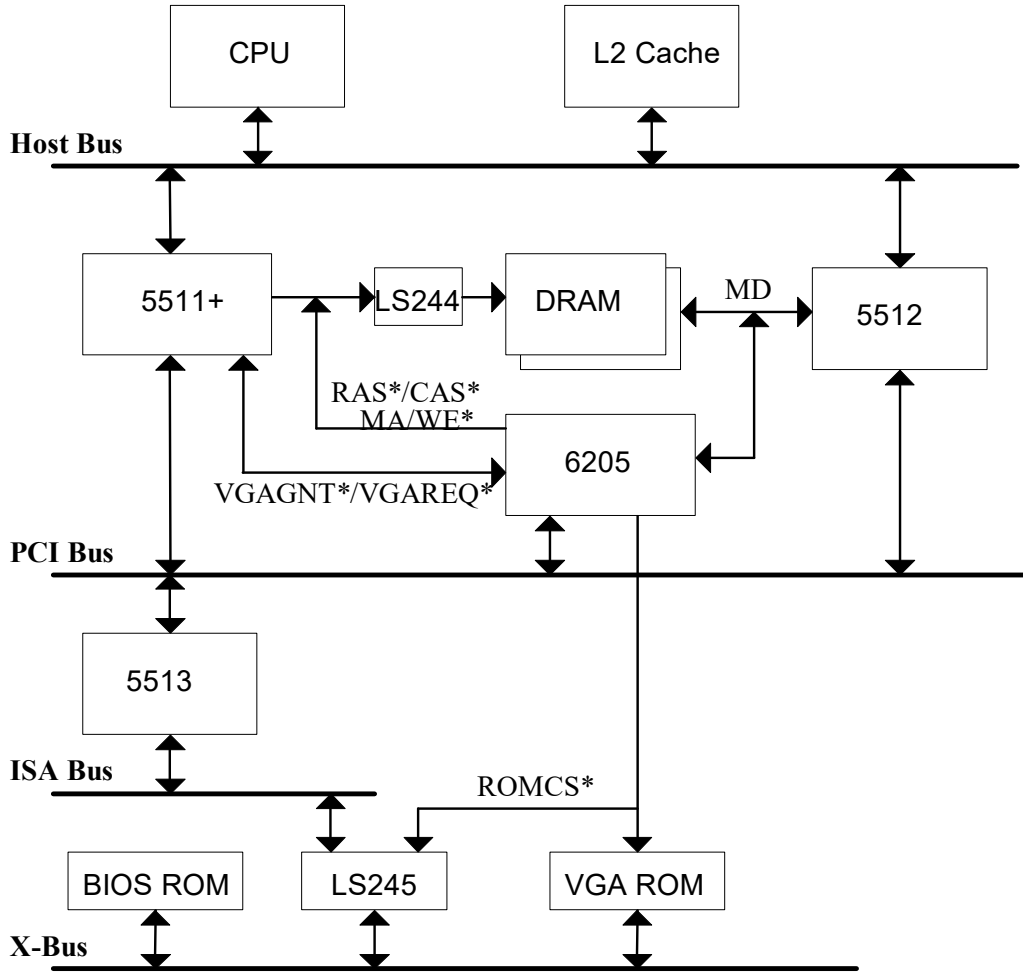 CPU
L2 Cache
Host Bus
5511+
LS244
DRAM
MD
5512
RAS*/CAS*
MA/WE*
6205
VGAGNT*/VGAREQ*
PCI Bus
5513
ISA Bus
ROMCS*
BIOS ROM
LS245
VGA ROM
X-Bus